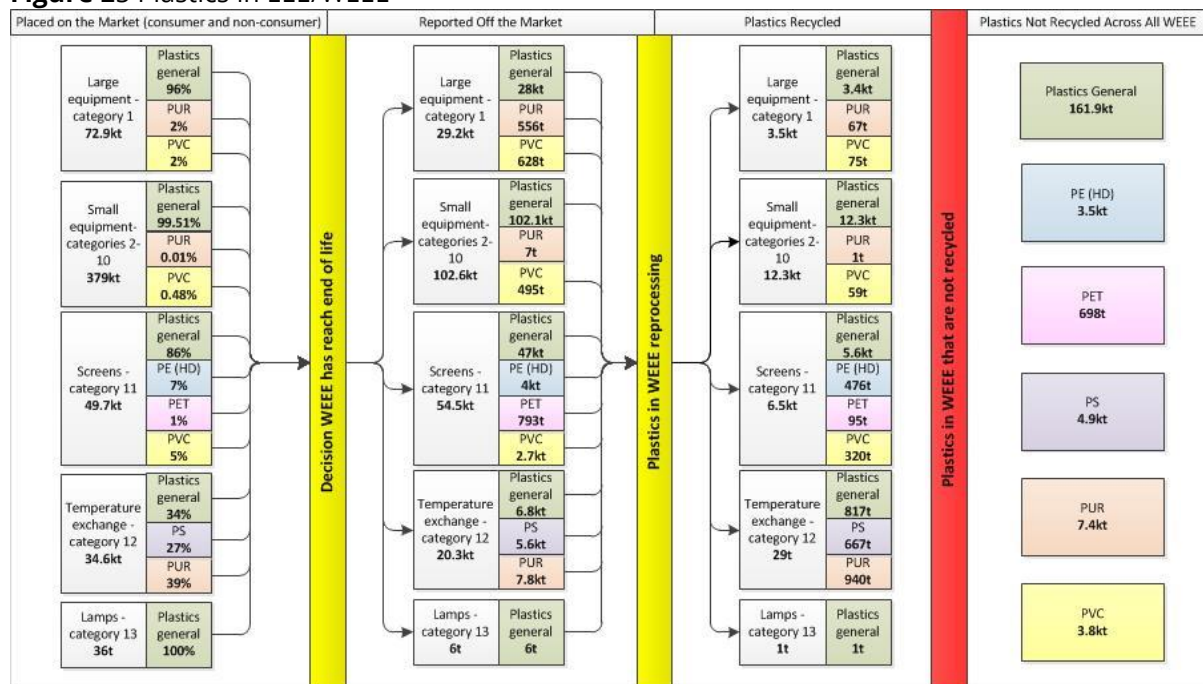 Plastics in EEE/WEEE
Placed on the Market (consumer and non-consumer)
Reported Off the Market
Plastics Recycled
Plastics Not Recycled Across All WEEE
Large
equipment -
category 1
72.9kt
Plastics
general
96%
PUR
2%
PVC
2%
Small
equipment-
categories 2-
10
379kt
Plastics
general
99.51%
PUR
0.01%
PVC
0.48%
Screens -
category 11
49.7kt
Plastics
general
86%
PE (HD)
7%
PET
1%
PVC
5%
Temperature
exchange -
category 12
34.6kt
Plastics
general
34%
PS
27%
PUR
39%
Lamps -
category 13
36t
Plastics
general
100%
Decision WEEE has reach end of life
Large
equipment -
category 1
29.2kt
Plastics
general
28kt
PUR
556t
PVC
628t
Small
equipment-
categories 2-
10
102.6kt
Plastics
general
102.1kt
PUR
7t
PVC
495t
Screens -
category 11
54.5kt
Plastics
general
47kt
PE (HD)
4kt
PET
793t
PVC
2.7kt
Temperature
exchange -
category 12
20.3kt
Plastics
general
6.8kt
PS
5.6kt
PUR
7.8kt
Lamps -
category 13
6t
Plastics
general
6t
Plastics in WEEE reprocessing
Large
equipment -
category 1
3.5kt
Plastics
general
3.4kt
PUR
67t
PVC
75t
Small
equipment-
categories 2-
10
12.3kt
Plastics
general
12.3kt
PUR
1t
PVC
59t
Screens -
category 11
6.5kt
Plastics
general
5.6kt
PE (HD)
476t
PET
95t
PVC
320t
Temperature
exchange -
category 12
29t
Plastics
general
817t
PS
667t
PUR
940t
Lamps -
category 13
1t
Plastics
general
1t
Plastics in WEEE that are not recycled
Plastics General
161.9kt
PE (HD)
3.5kt
PET
698t
PS
4.9kt
PUR
7.4kt
PVC
3.8kt